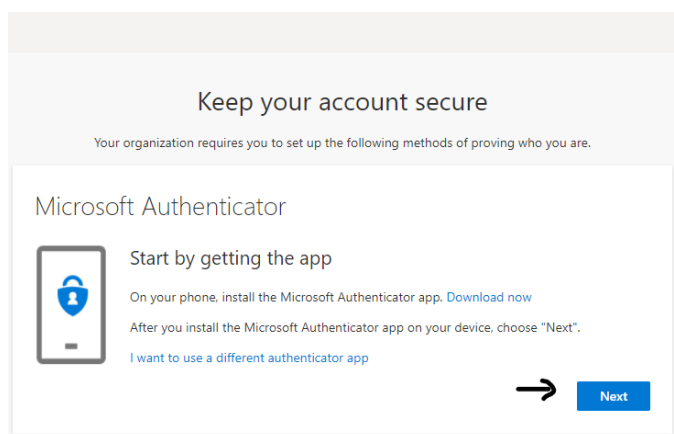 Keep your account secure
Your organization requires you to set up the following methods of proving who you are.
Microsoft Authenticator
Start by getting the app
On your phone, install the Microsoft Authenticator app. Download now
After you install the Microsoft Authenticator app on your device, choose "Next".
I want to use a different authenticator app
Next